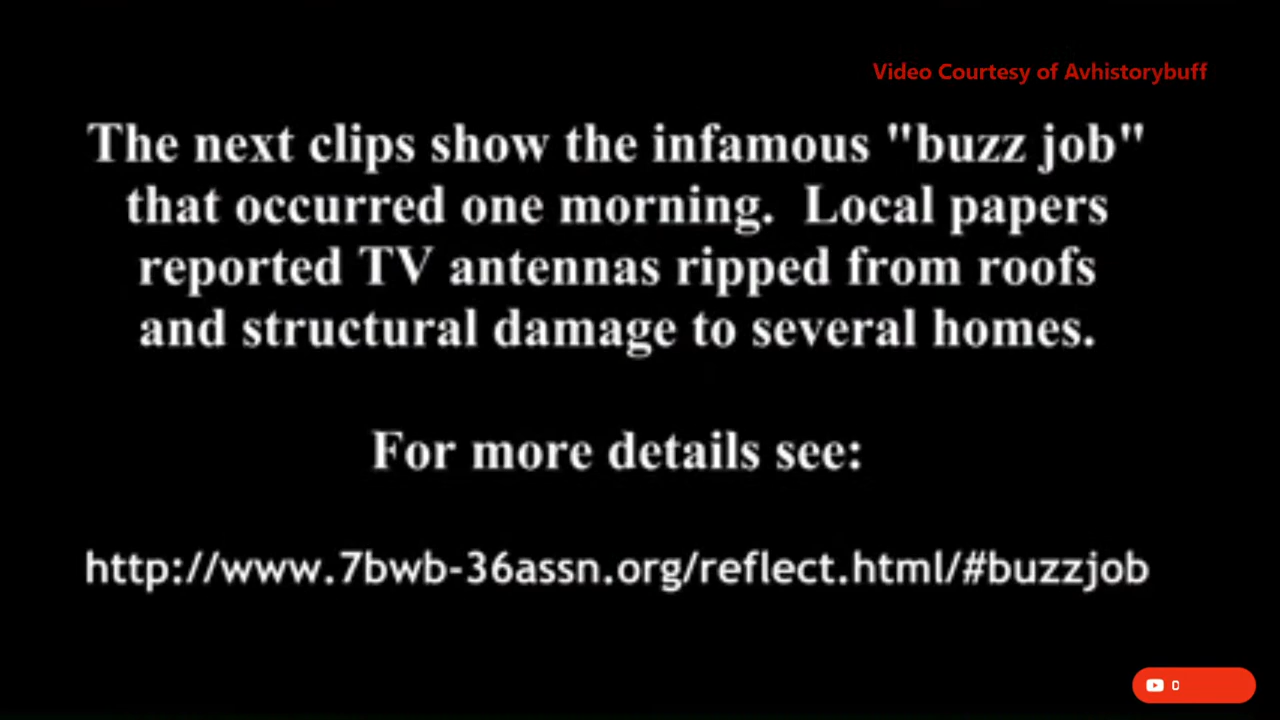 Video Courtesy of Avhistorybuff
The next clips show the infamous "buzz job"
that occurred one morning.  Local papers
reported TV antennas ripped from roofs
and structural damage to several homes.
For more details see:
http://www.7bwb-36assn.org/reflect.html/#buzzjob
0